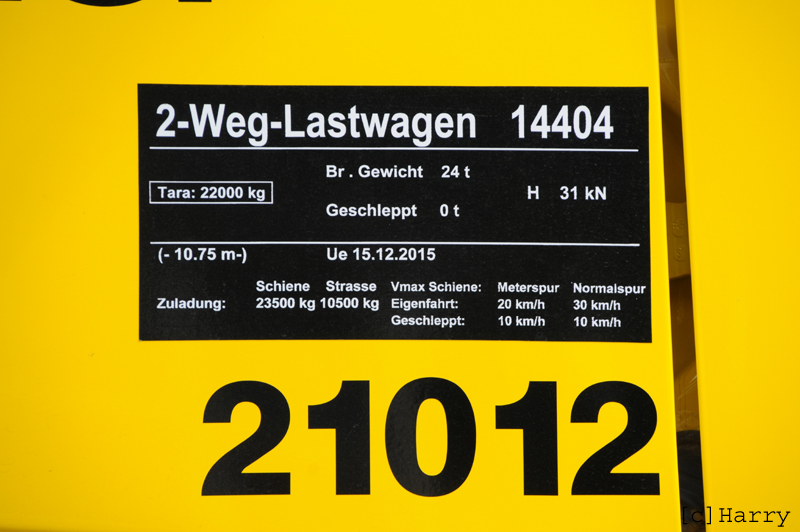 2-Weg-Lastwagen 14404
Br . Gewicht 24 t
Tara: 22000 kg
H 31 kN
Geschleppt 0 t
(- 10.75 m-) Ue 15.12.2015
Schiene Strasse Vmax Schiene: Meterspur Normalspur
Zuladung: 23500 kg 10500 kg Eigenfahrt: 20 km/h 30 km/h
Geschleppt: 10 km/h 10 km/h
21012
[c] Harry